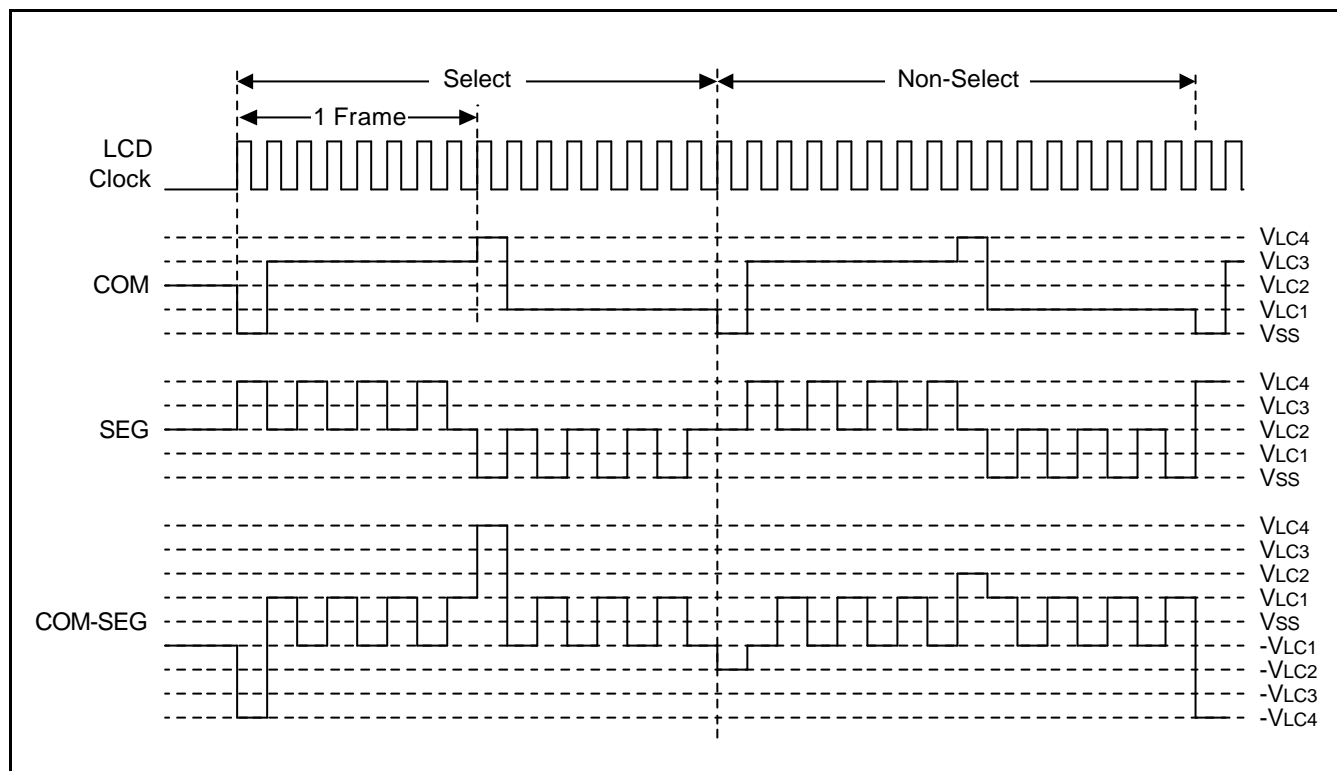 Select
Non-Select
1 Frame
LCD
Clock
COM
VLC4
VLC3
VLC2
VLC1
VSS
SEG
VLC4
VLC3
VLC2
VLC1
VSS
COM-SEG
VLC4
VLC3
VLC2
VLC1
VSS
-VLC1
-VLC2
-VLC3
-VLC4